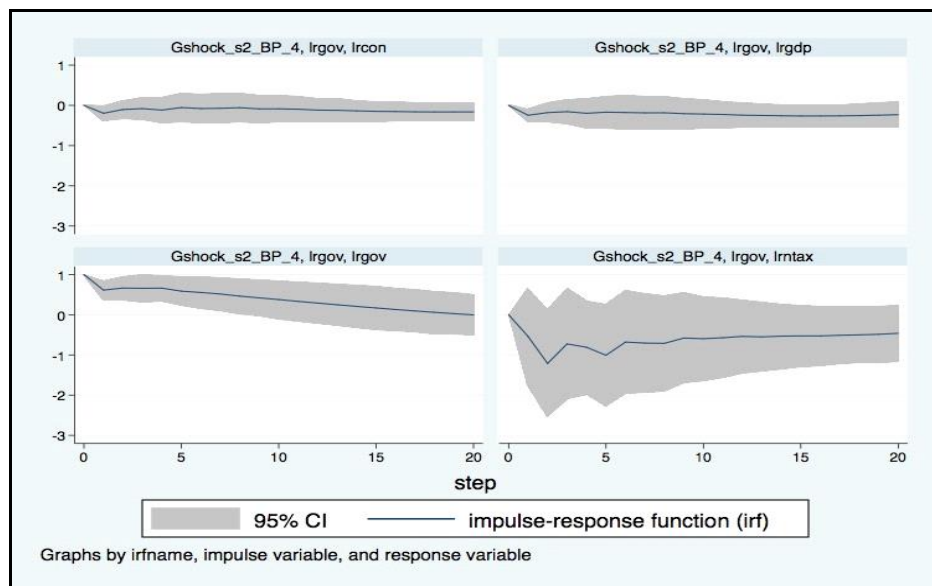 Gshock_s2_BP_4, lrgov, lrcon
Gshock_s2_BP_4, lrgov, lrgdp
1
0
-1
-2
-3
Gshock_s2_BP_4, lrgov, lrgov
Gshock_s2_BP_4, lrgov, lrntax
1
0
-1
-2
-3
0 5 10 15 20
0 5 10 15 20
step
95% CI
impulse-response function (irf)
Graphs by irfname, impulse variable, and response variable